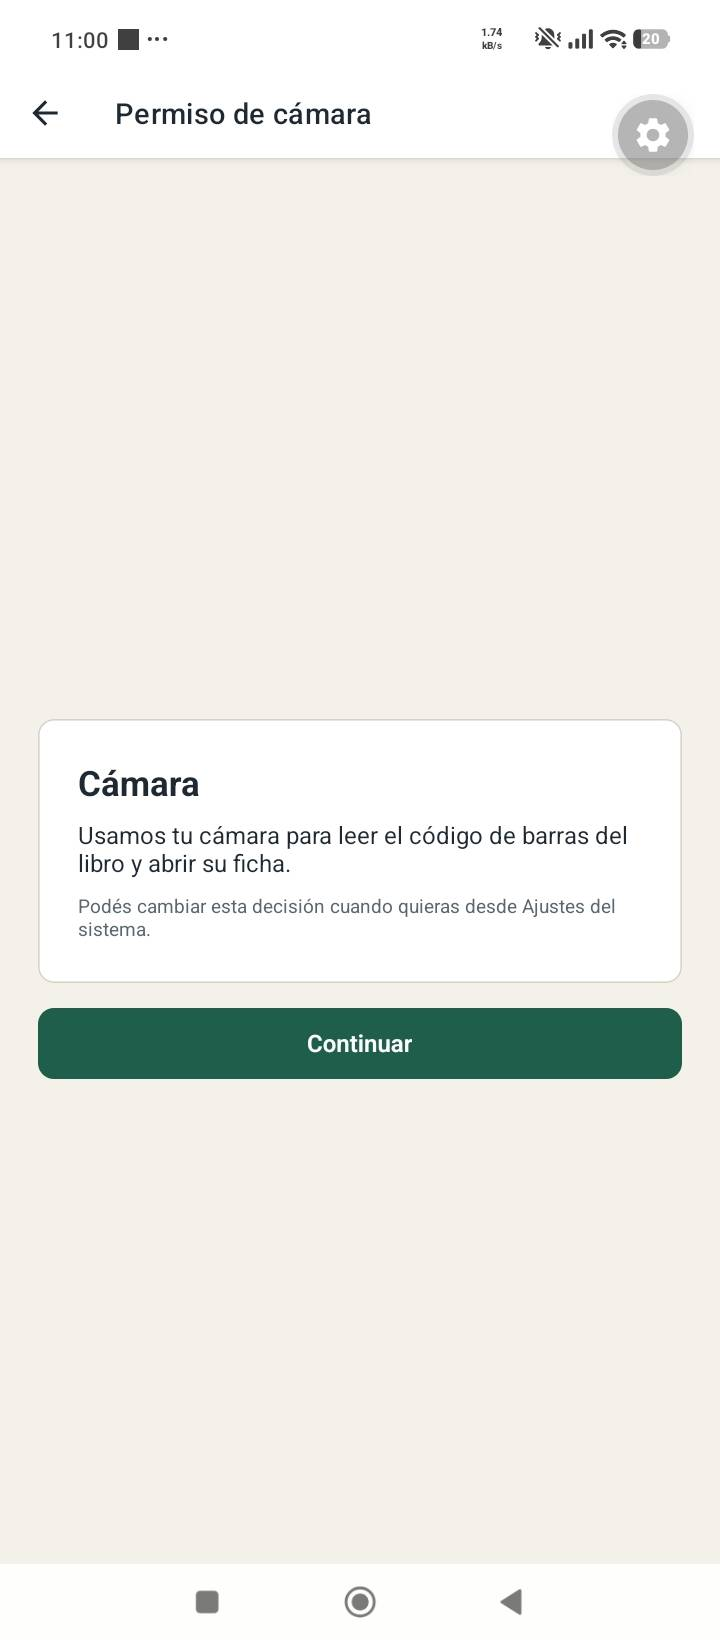 11:00
1.74
kB/s
20
Permiso de cámara
Cámara
Usamos tu cámara para leer el código de barras del
libro y abrir su ficha.
Podés cambiar esta decisión cuando quieras desde Ajustes del
sistema.
Continuar